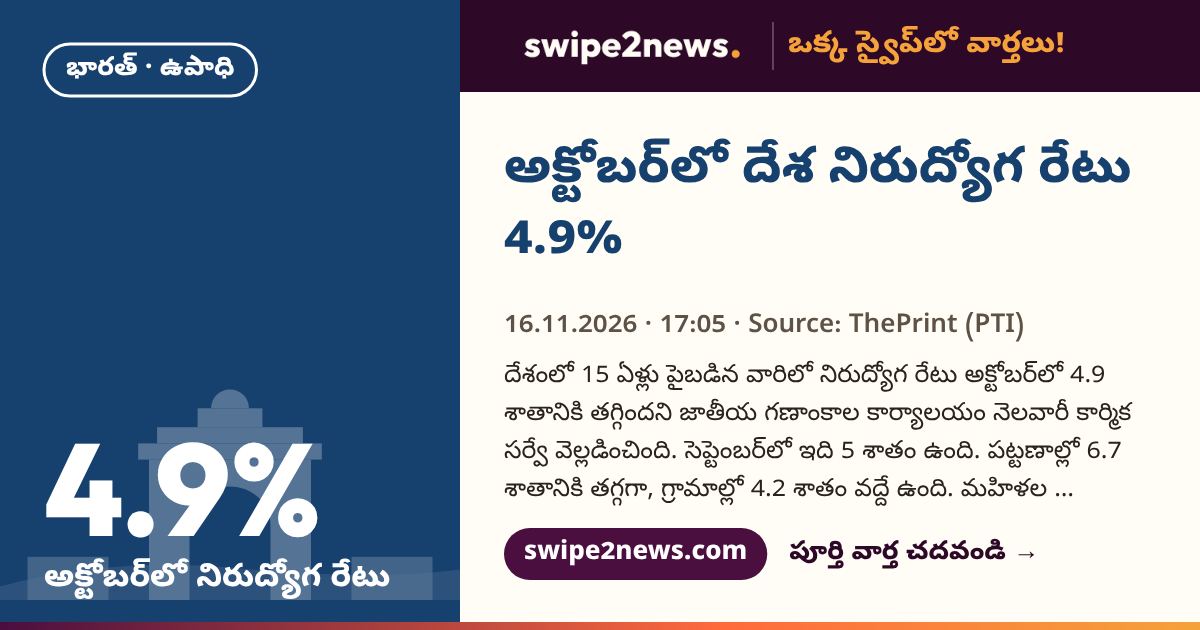 భారత్ · ఉపాధి
4.9%
అక్టోబర్‌లో నిరుద్యోగ రేటు
swipe2news.
ఒక్క స్వైప్‌లో వార్తలు!
అక్టోబర్‌లో దేశ నిరుద్యోగ రేటు
4.9%
16.11.2026 · 17:05 · Source: ThePrint (PTI)
దేశంలో 15 ఏళ్లు పైబడిన వారిలో నిరుద్యోగ రేటు అక్టోబర్‌లో 4.9
శాతానికి తగ్గిందని జాతీయ గణాంకాల కార్యాలయం నెలవారీ కార్మిక
సర్వే వెల్లడించింది. సెప్టెంబర్‌లో ఇది 5 శాతం ఉంది. పట్టణాల్లో 6.7
శాతానికి తగ్గగా, గ్రామాల్లో 4.2 శాతం వద్దే ఉంది. మహిళల ...
swipe2news.com
పూర్తి వార్త చదవండి →